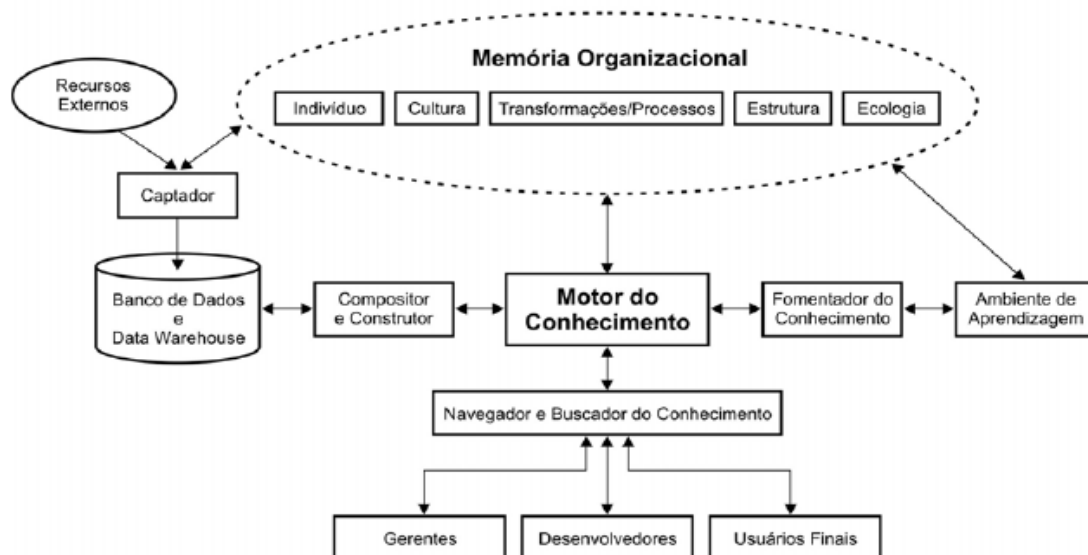 Memória Organizacional
Recursos
Externos
Indivíduo
Cultura
Transformações/Processos
Estrutura
Ecologia
Captador
Banco de Dados
e
Data Warehouse
Compositor
e Construtor
Motor do
Conhecimento
Fomentador do
Conhecimento
Ambiente de
Aprendizagem
Navegador e Buscador do Conhecimento
Gerentes
Desenvolvedores
Usuários Finais